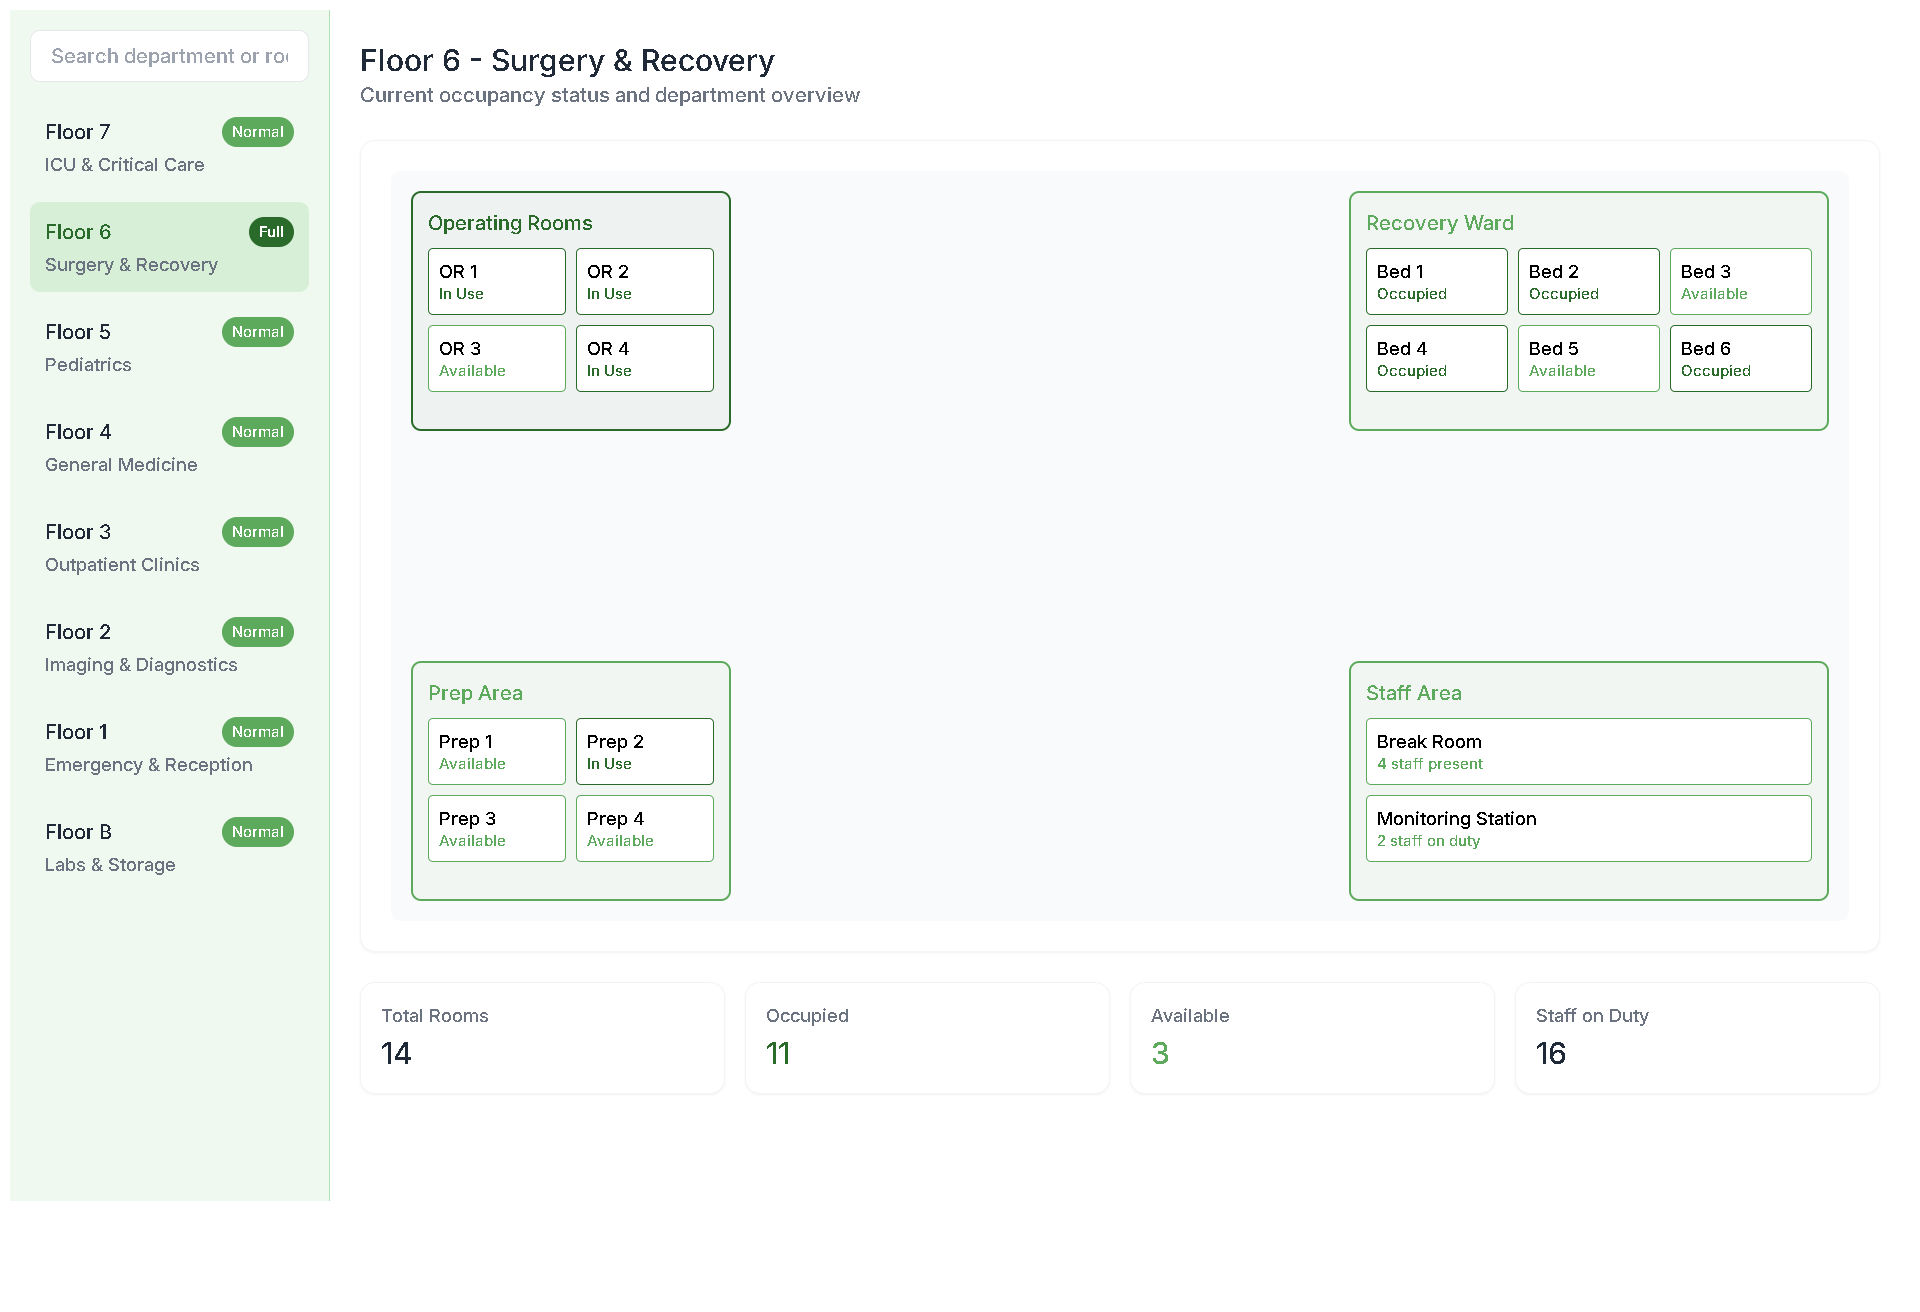 Search department or roo
Floor 7
Normal
ICU & Critical Care
Floor 6
Full
Surgery & Recovery
Floor 5
Normal
Pediatrics
Floor 4
Normal
General Medicine
Floor 3
Normal
Outpatient Clinics
Floor 2
Normal
Imaging & Diagnostics
Floor 1
Normal
Emergency & Reception
Floor B
Normal
Labs & Storage
Floor 6 - Surgery & Recovery
Current occupancy status and department overview
Operating Rooms
OR 1
In Use
OR 2
In Use
OR 3
Available
OR 4
In Use
Recovery Ward
Bed 1
Occupied
Bed 2
Occupied
Bed 3
Available
Bed 4
Occupied
Bed 5
Available
Bed 6
Occupied
Prep Area
Prep 1
Available
Prep 2
In Use
Prep 3
Available
Prep 4
Available
Staff Area
Break Room
4 staff present
Monitoring Station
2 staff on duty
Total Rooms
14
Occupied
11
Available
3
Staff on Duty
16